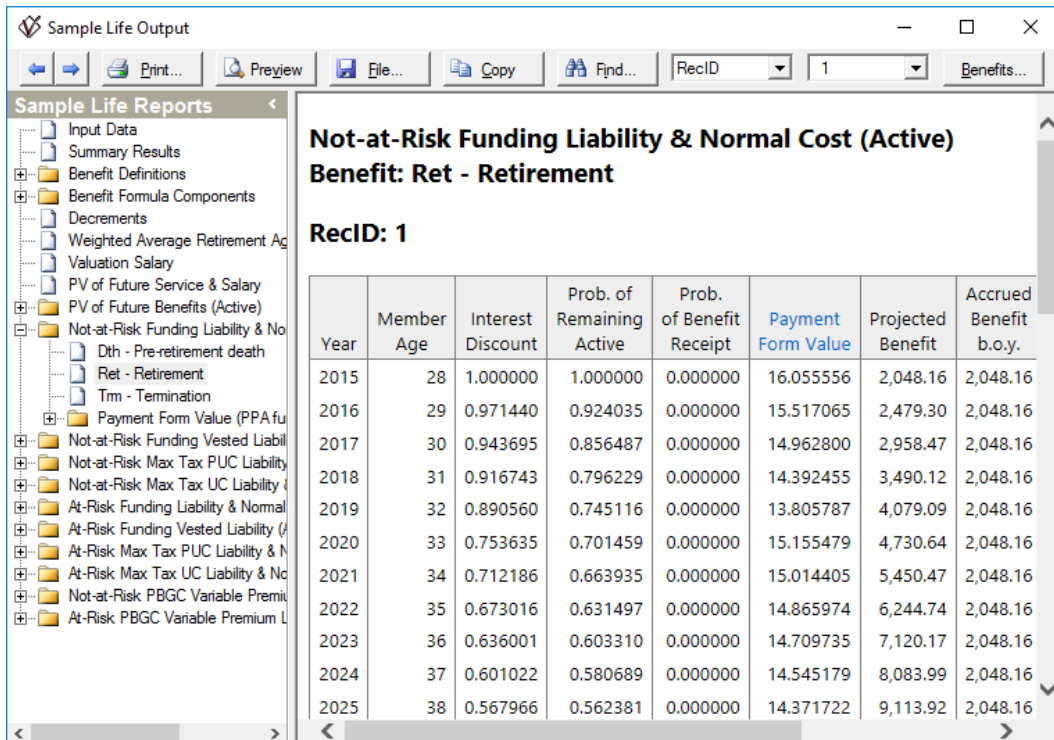 Sample Life Output
Print... Preview File... Copy Find... RecID 1 Benefits...
Sample Life Reports
Input Data
Summary Results
Benefit Definitions
Benefit Formula Components
Decrements
Weighted Average Retirement Ag
Valuation Salary
PV of Future Service & Salary
PV of Future Benefits (Active)
Not-at-Risk Funding Liability & No
Dth - Pre-retirement death
Ret - Retirement
Trm - Termination
Payment Form Value (PPA fu
Not-at-Risk Funding Vested Liabil
Not-at-Risk Max Tax PUC Liability
Not-at-Risk Max Tax UC Liability &
At-Risk Funding Liability & Normal
At-Risk Funding Vested Liability (A
At-Risk Max Tax PUC Liability & N
At-Risk Max Tax UC Liability & No
Not-at-Risk PBGC Variable Premiu
At-Risk PBGC Variable Premium L
Not-at-Risk Funding Liability & Normal Cost (Active)
Benefit: Ret - Retirement
RecID: 1
Year Member Age Interest Discount Prob. of Remaining Active Prob. of Benefit Receipt Payment Form Value Projected Benefit Accrued Benefit b.o.y.
2015 28 1.000000 1.000000 0.000000 16.055556 2,048.16 2,048.16
2016 29 0.971440 0.924035 0.000000 15.517065 2,479.30 2,048.16
2017 30 0.943695 0.856487 0.000000 14.962800 2,958.47 2,048.16
2018 31 0.916743 0.796229 0.000000 14.392455 3,490.12 2,048.16
2019 32 0.890560 0.745116 0.000000 13.805787 4,079.09 2,048.16
2020 33 0.753635 0.701459 0.000000 15.155479 4,730.64 2,048.16
2021 34 0.712186 0.663935 0.000000 15.014405 5,450.47 2,048.16
2022 35 0.673016 0.631497 0.000000 14.865974 6,244.74 2,048.16
2023 36 0.636001 0.603310 0.000000 14.709735 7,120.17 2,048.16
2024 37 0.601022 0.580689 0.000000 14.545179 8,083.99 2,048.16
2025 38 0.567966 0.562381 0.000000 14.371722 9,113.92 2,048.16